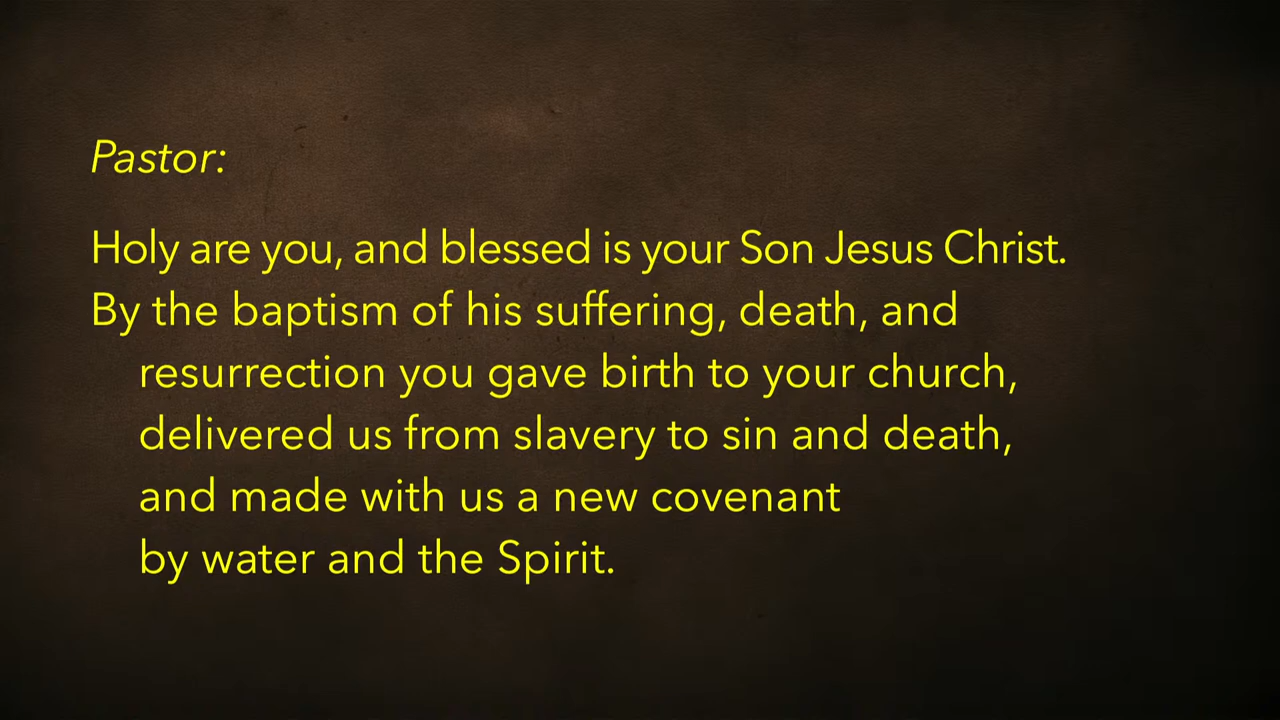 Pastor:
Holy are you, and blessed is your Son Jesus Christ.
By the baptism of his suffering, death, and
resurrection you gave birth to your church,
delivered us from slavery to sin and death,
and made with us a new covenant
by water and the Spirit.